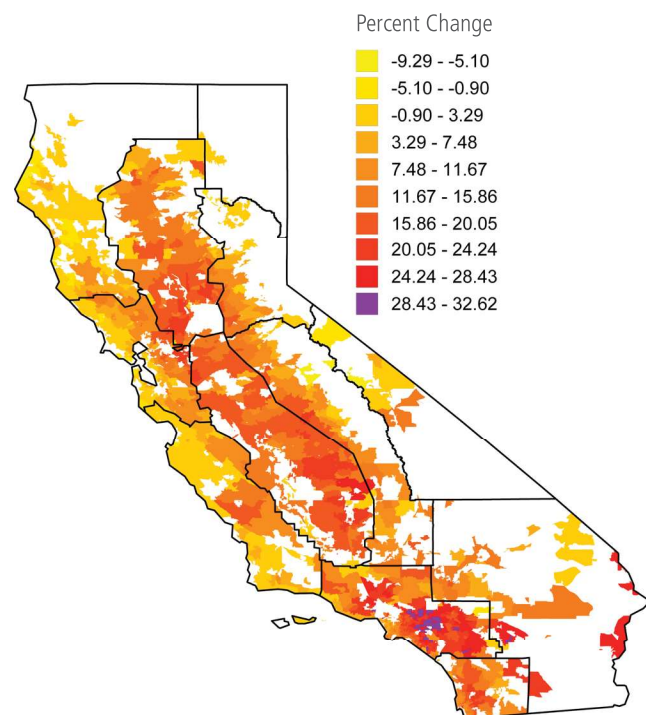 Percent Change
-9.29 - -5.10
-5.10 - -0.90
-0.90 - 3.29
3.29 - 7.48
7.48 - 11.67
11.67 - 15.86
15.86 - 20.05
20.05 - 24.24
24.24 - 28.43
28.43 - 32.62